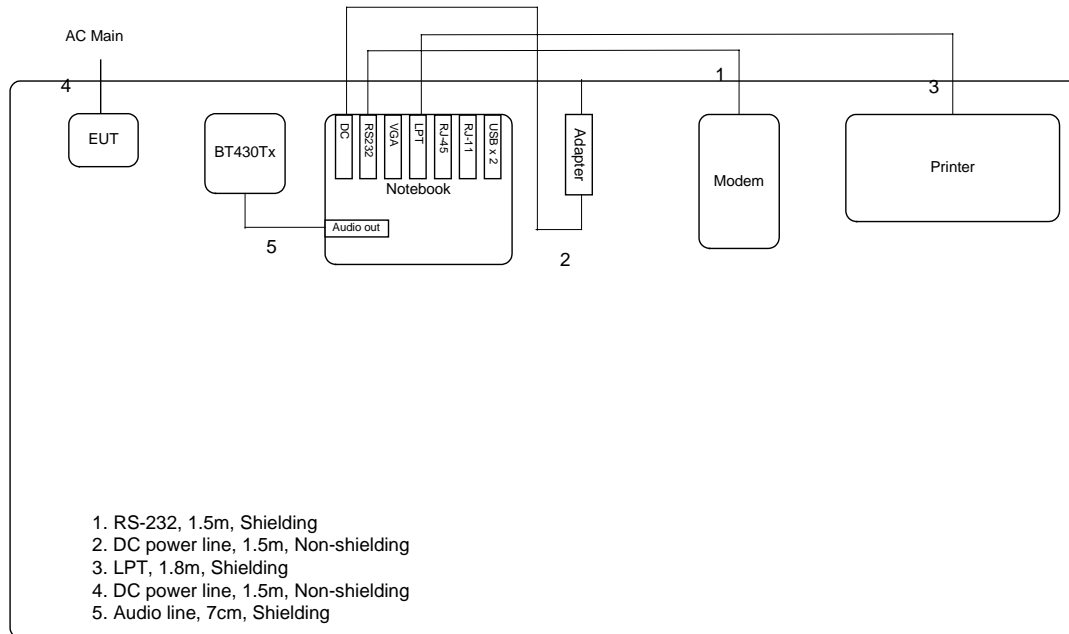 AC Main
1
4
3
EUT
BT430Tx
DC
RS232
VGA
LPT
RJ-45
RJ-11
USB x 2
Notebook
Audio out
Adapter
Modem
Printer
5
2
1. RS-232, 1.5m, Shielding
2. DC power line, 1.5m, Non-shielding
3. LPT, 1.8m, Shielding
4. DC power line, 1.5m, Non-shielding
5. Audio line, 7cm, Shielding